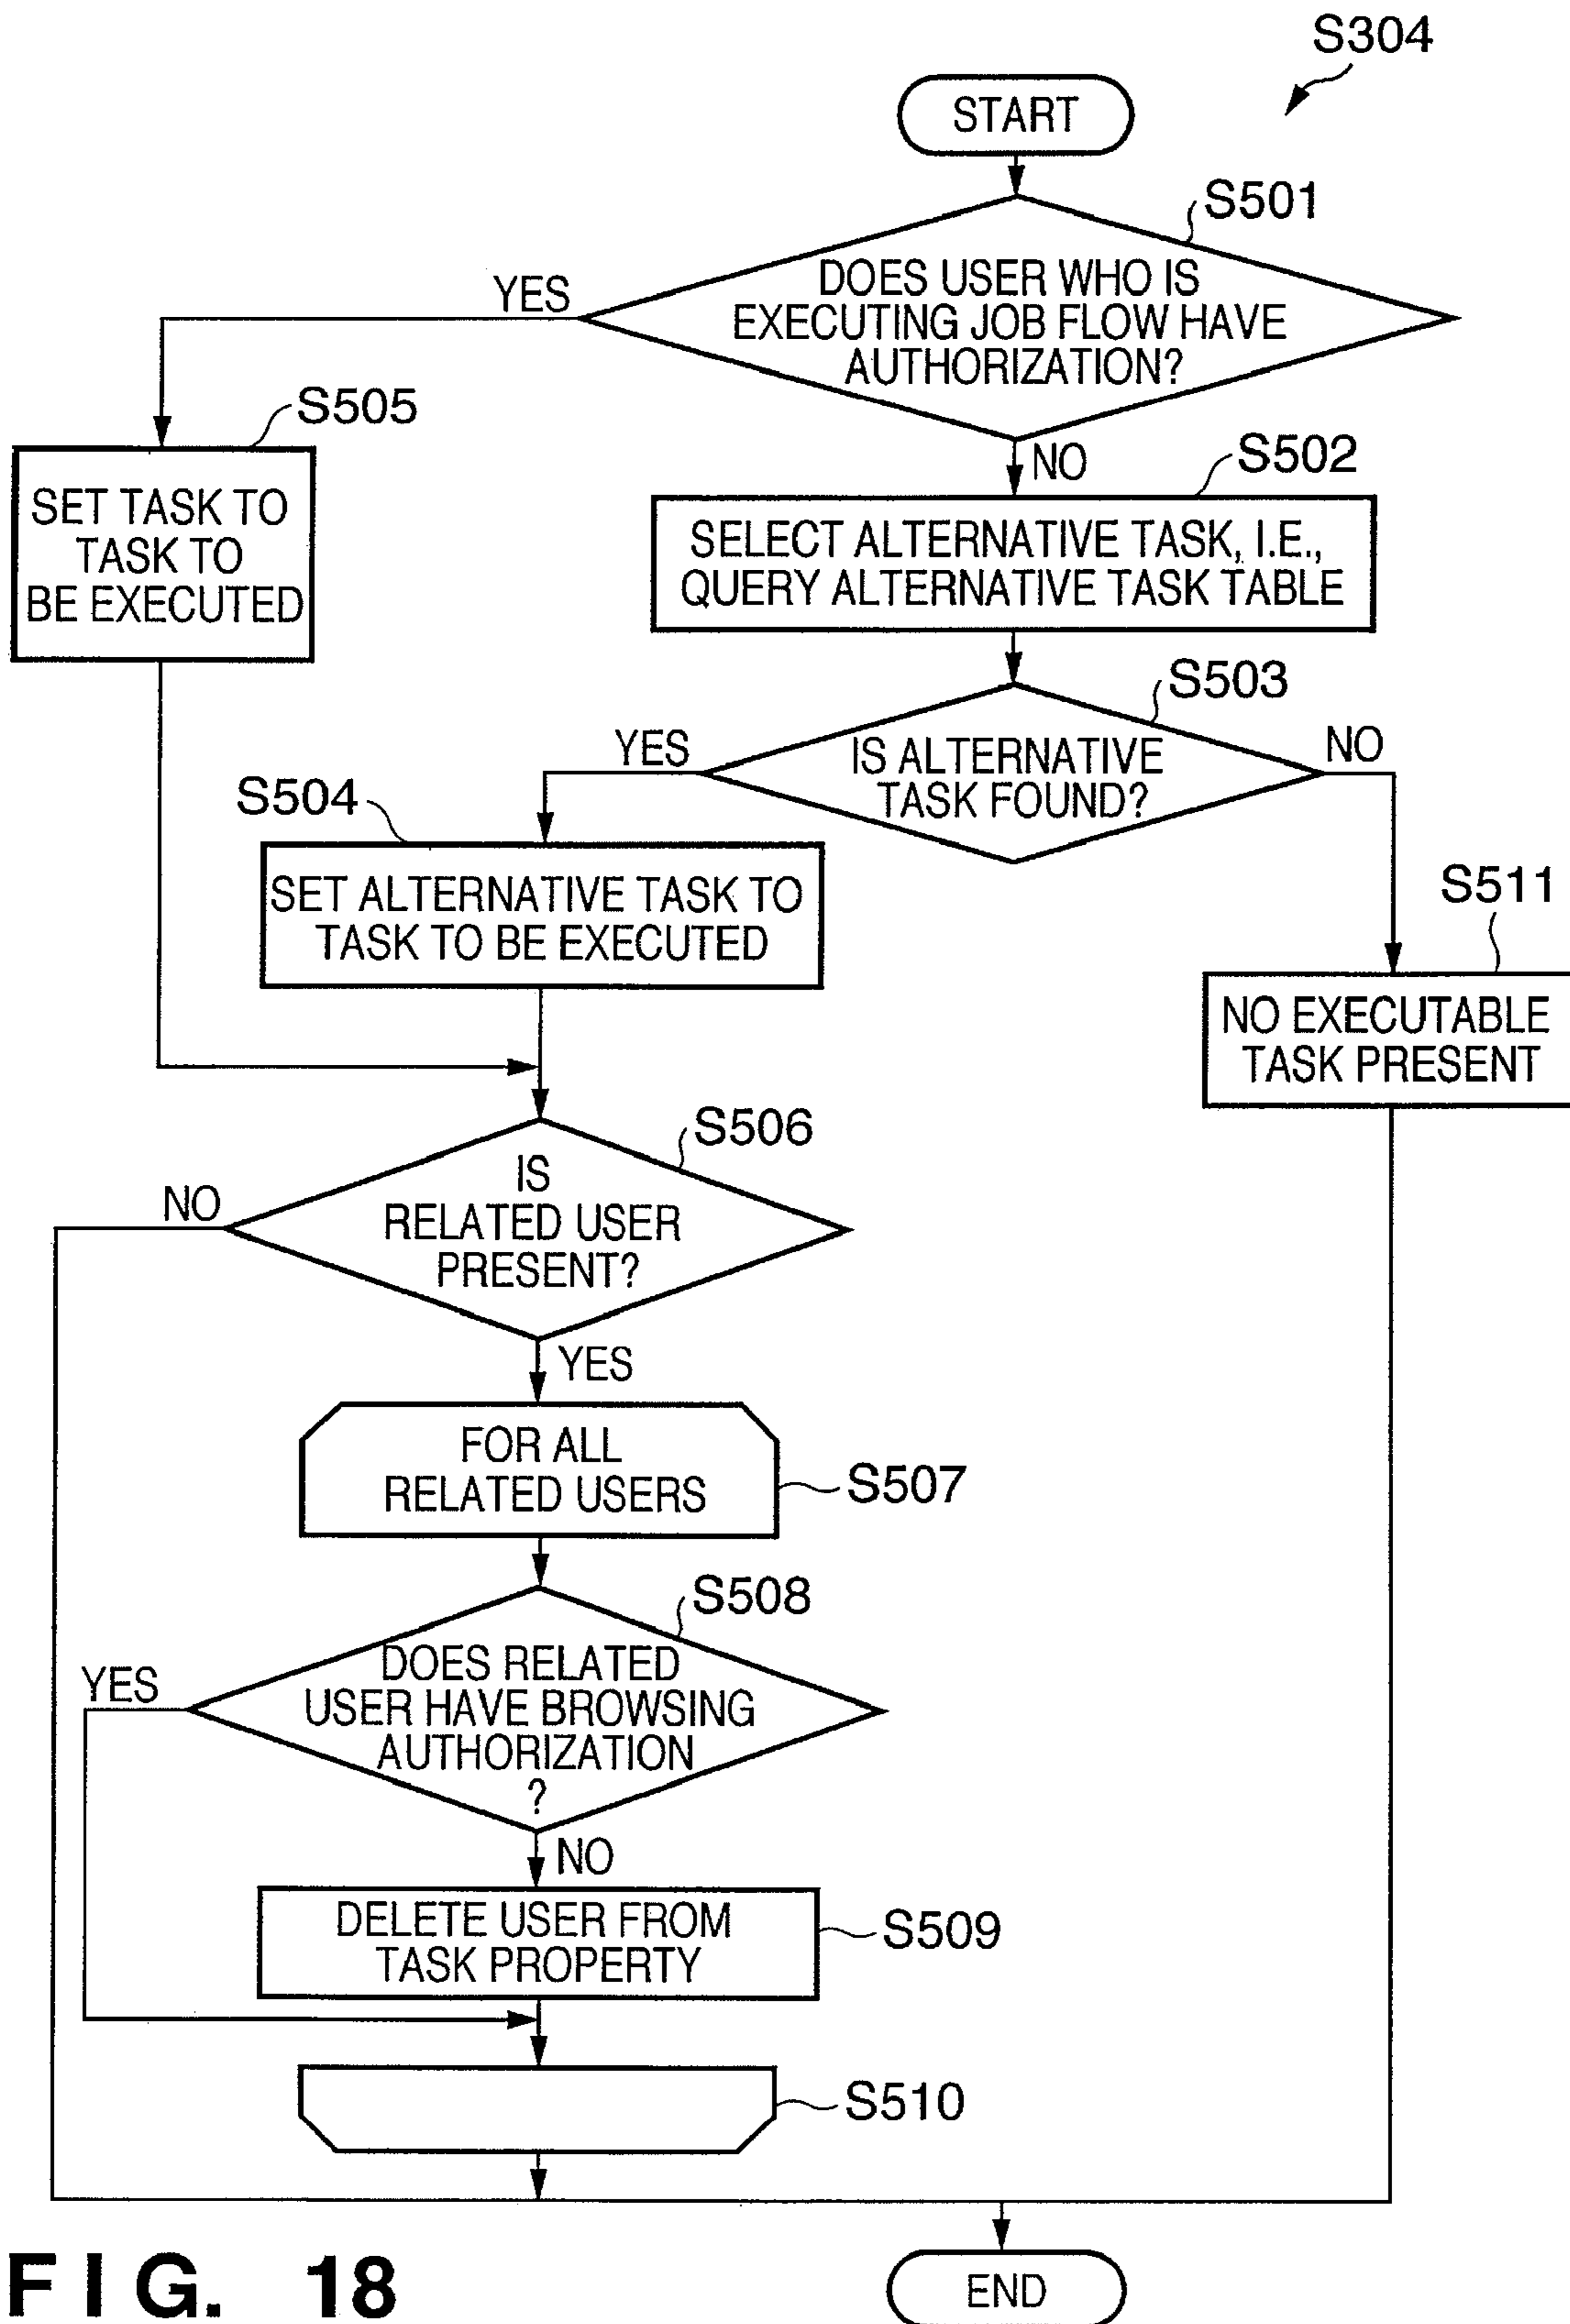 S304
START
S501
DOES USER WHO IS
EXECUTING JOB FLOW HAVE
AUTHORIZATION?
YES
NO
S505
SET TASK TO
TASK TO
BE EXECUTED
S502
SELECT ALTERNATIVE TASK, I.E.,
QUERY ALTERNATIVE TASK TABLE
S503
IS ALTERNATIVE
TASK FOUND?
YES
NO
S504
SET ALTERNATIVE TASK TO
TASK TO BE EXECUTED
S511
NO EXECUTABLE
TASK PRESENT
S506
IS
RELATED USER
PRESENT?
NO
YES
FOR ALL
RELATED USERS
S507
S508
DOES RELATED
USER HAVE BROWSING
AUTHORIZATION
?
YES
NO
DELETE USER FROM
TASK PROPERTY
S509
S510
END
FIG. 18